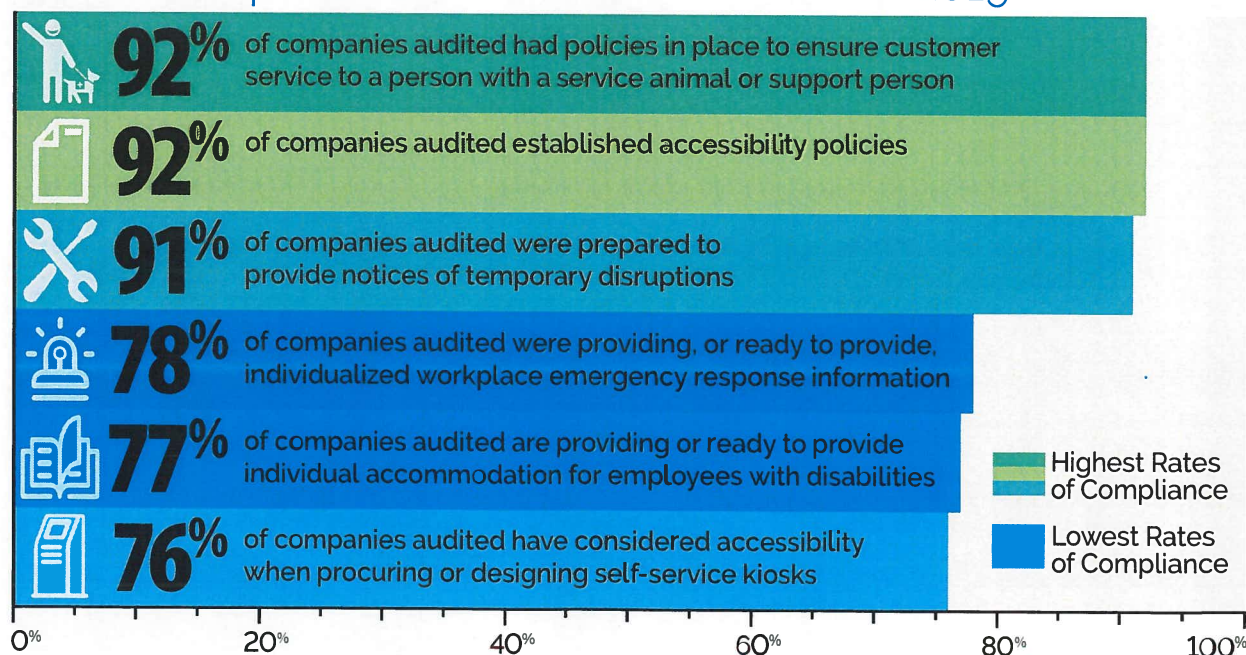 92% of companies audited had policies in place to ensure customer
service to a person with a service animal or support person
92% of companies audited established accessibility policies
91% of companies audited were prepared to
provide notices of temporary disruptions
78% of companies audited were providing, or ready to provide,
individualized workplace emergency response information
77% of companies audited are providing or ready to provide
individual accommodation for employees with disabilities
Highest Rates
of Compliance
76% of companies audited have considered accessibility
when procuring or designing self-service kiosks
Lowest Rates
of Compliance
0% 20% 40% 60% 80% 100%